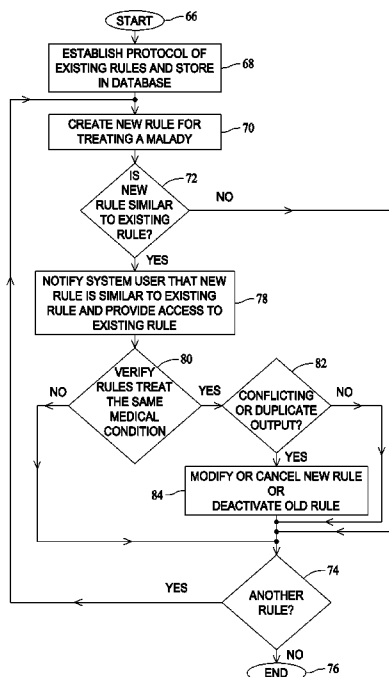 START
66
ESTABLISH PROTOCOL OF
EXISTING RULES AND STORE
IN DATABASE
68
CREATE NEW RULE FOR
TREATING A MALADY
70
IS
NEW
RULE SIMILAR
TO EXISTING
RULE?
72
NO
YES
NOTIFY SYSTEM USER THAT NEW
RULE IS SIMILAR TO EXISTING
RULE AND PROVIDE ACCESS TO
EXISTING RULE
78
80
VERIFY
RULES TREAT
THE SAME
MEDICAL
CONDITION
NO
YES
82
CONFLICTING
OR DUPLICATE
OUTPUT?
NO
YES
84
MODIFY OR CANCEL NEW RULE
OR
DEACTIVATE OLD RULE
74
YES
ANOTHER
RULE?
NO
END
76